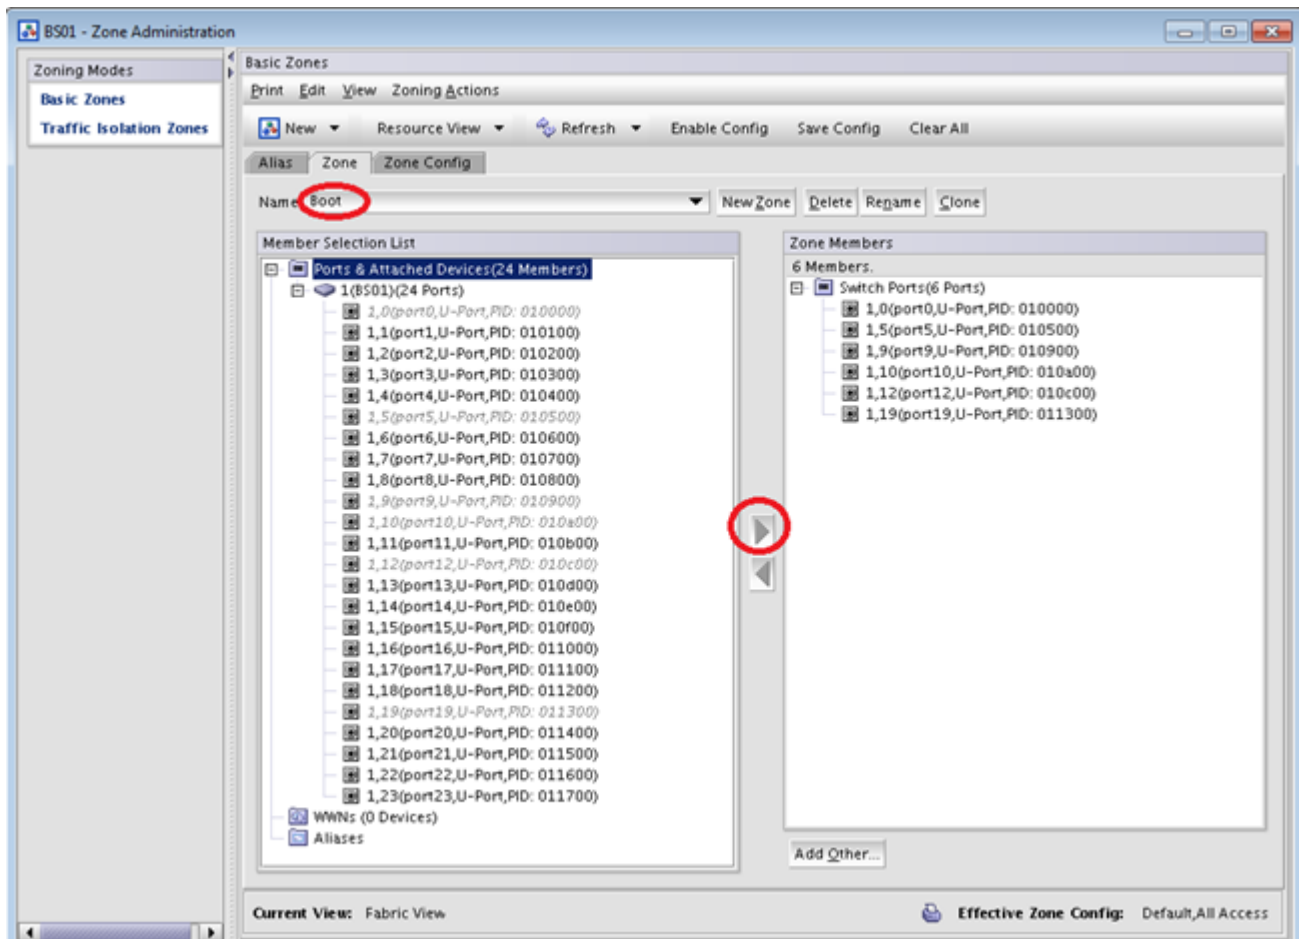 BS01 - Zone Administration
Zoning Modes
Basic Zones
Traffic Isolation Zones
Basic Zones
Print Edit View Zoning Actions
New Resource View Refresh Enable Config Save Config Clear All
Alias Zone Zone Config
Name Boot New Zone Delete Rename Clone
Member Selection List
Ports & Attached Devices(24 Members)
1(BS01)(24 Ports)
1,0(port0,U-Port,PID: 010000)
1,1(port1,U-Port,PID: 010100)
1,2(port2,U-Port,PID: 010200)
1,3(port3,U-Port,PID: 010300)
1,4(port4,U-Port,PID: 010400)
1,5(port5,U-Port,PID: 010500)
1,6(port6,U-Port,PID: 010600)
1,7(port7,U-Port,PID: 010700)
1,8(port8,U-Port,PID: 010800)
1,9(port9,U-Port,PID: 010900)
1,10(port10,U-Port,PID: 010a00)
1,11(port11,U-Port,PID: 010b00)
1,12(port12,U-Port,PID: 010c00)
1,13(port13,U-Port,PID: 010d00)
1,14(port14,U-Port,PID: 010e00)
1,15(port15,U-Port,PID: 010f00)
1,16(port16,U-Port,PID: 011000)
1,17(port17,U-Port,PID: 011100)
1,18(port18,U-Port,PID: 011200)
1,19(port19,U-Port,PID: 011300)
1,20(port20,U-Port,PID: 011400)
1,21(port21,U-Port,PID: 011500)
1,22(port22,U-Port,PID: 011600)
1,23(port23,U-Port,PID: 011700)
WWNs (0 Devices)
Aliases
Zone Members
6 Members.
Switch Ports(6 Ports)
1,0(port0,U-Port,PID: 010000)
1,5(port5,U-Port,PID: 010500)
1,9(port9,U-Port,PID: 010900)
1,10(port10,U-Port,PID: 010a00)
1,12(port12,U-Port,PID: 010c00)
1,19(port19,U-Port,PID: 011300)
Add Other...
Current View: Fabric View Effective Zone Config: Default,All Access